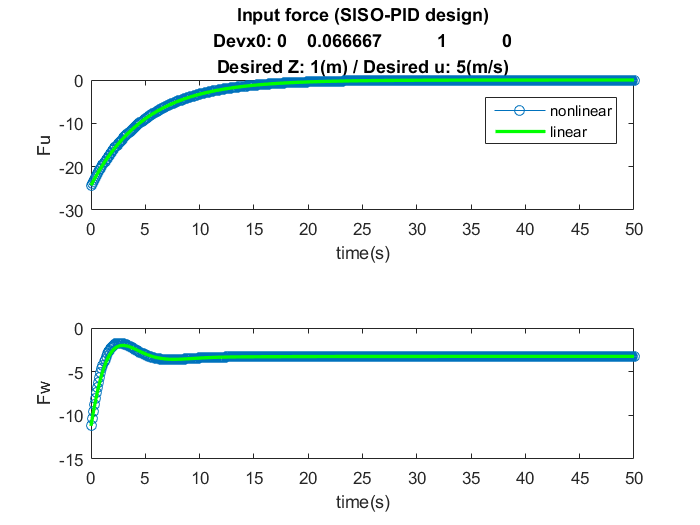 Input force (SISO-PID design)
Devx0: 0 0.066667 1 0
Desired Z: 1(m) / Desired u: 5(m/s)
0
-10
-20
-30
Fu
nonlinear
linear
0 5 10 15 20 25 30 35 40 45 50
time(s)
0
-5
-10
-15
Fw
0 5 10 15 20 25 30 35 40 45 50
time(s)